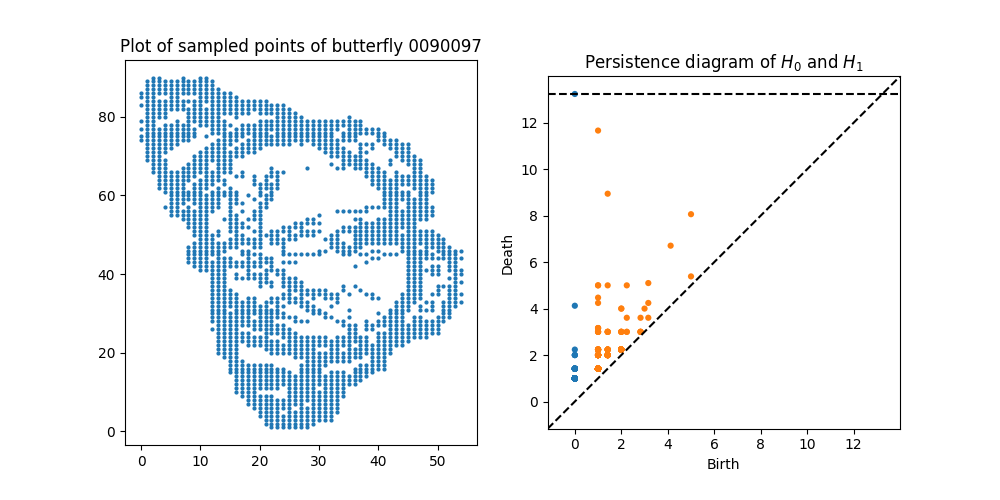 Plot of sampled points of butterfly 0090097
80
60
40
20
0
0 10 20 30 40 50
Persistence diagram of $H_0$ and $H_1$
12
10
8
6
4
2
0
Death
0 2 4 6 8 10 12
Birth